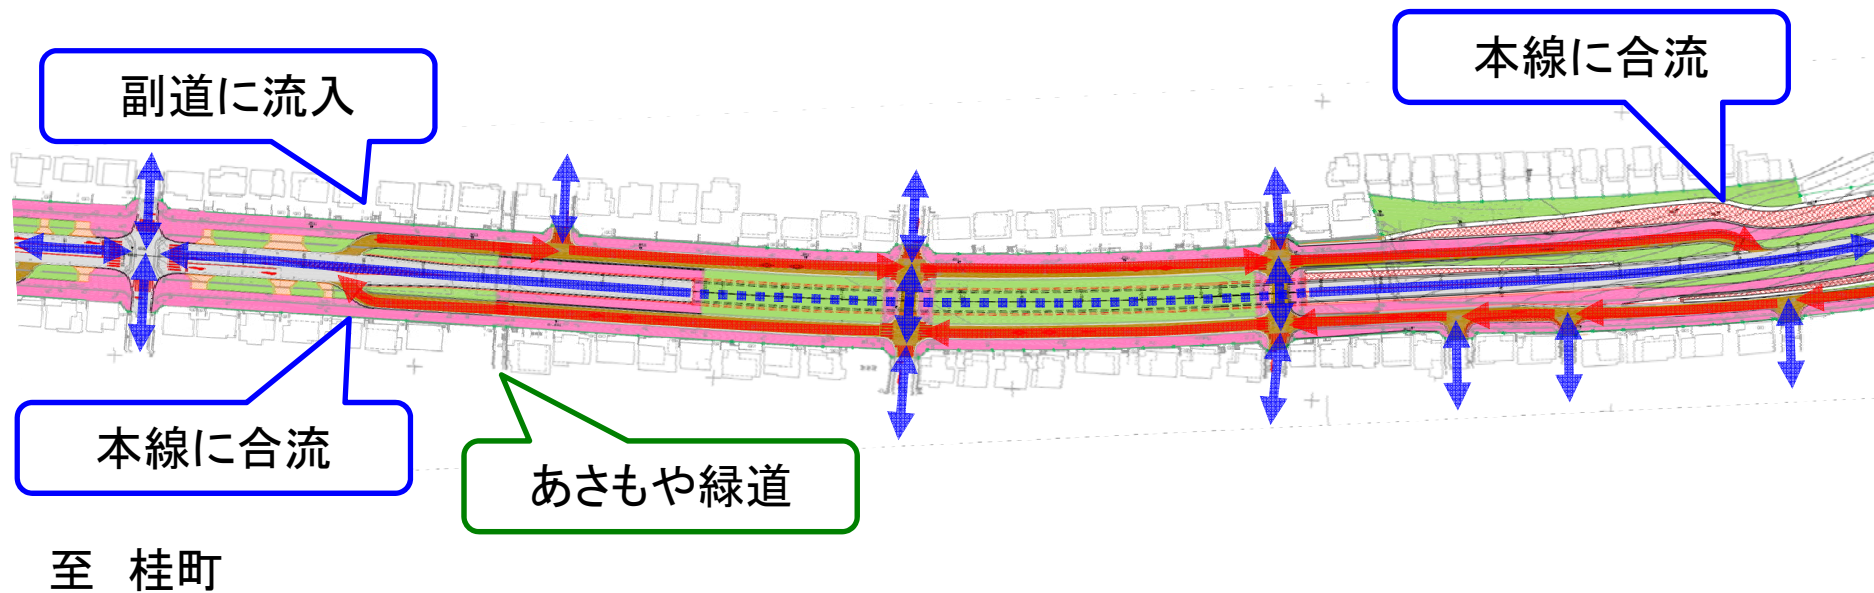 本線に合流
副道に流入
本線に合流
あさもや緑道
至　桂町